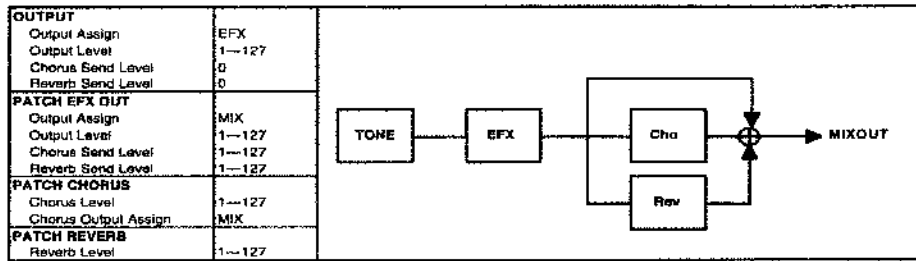 OUTPUT
Output Assign EFX
Output Level 1—127
Chorus Send Level 0
Reverb Send Level 0
PATCH EFX OUT
Output Assign MIX
Output Level 1—127
Chorus Send Level 1—127
Reverb Send Level 1—127
PATCH CHORUS
Chorus Level 1—127
Chorus Output Assign MIX
PATCH REVERB
Reverb Level 1—127
TONE EFX Cho MIXOUT
Rev